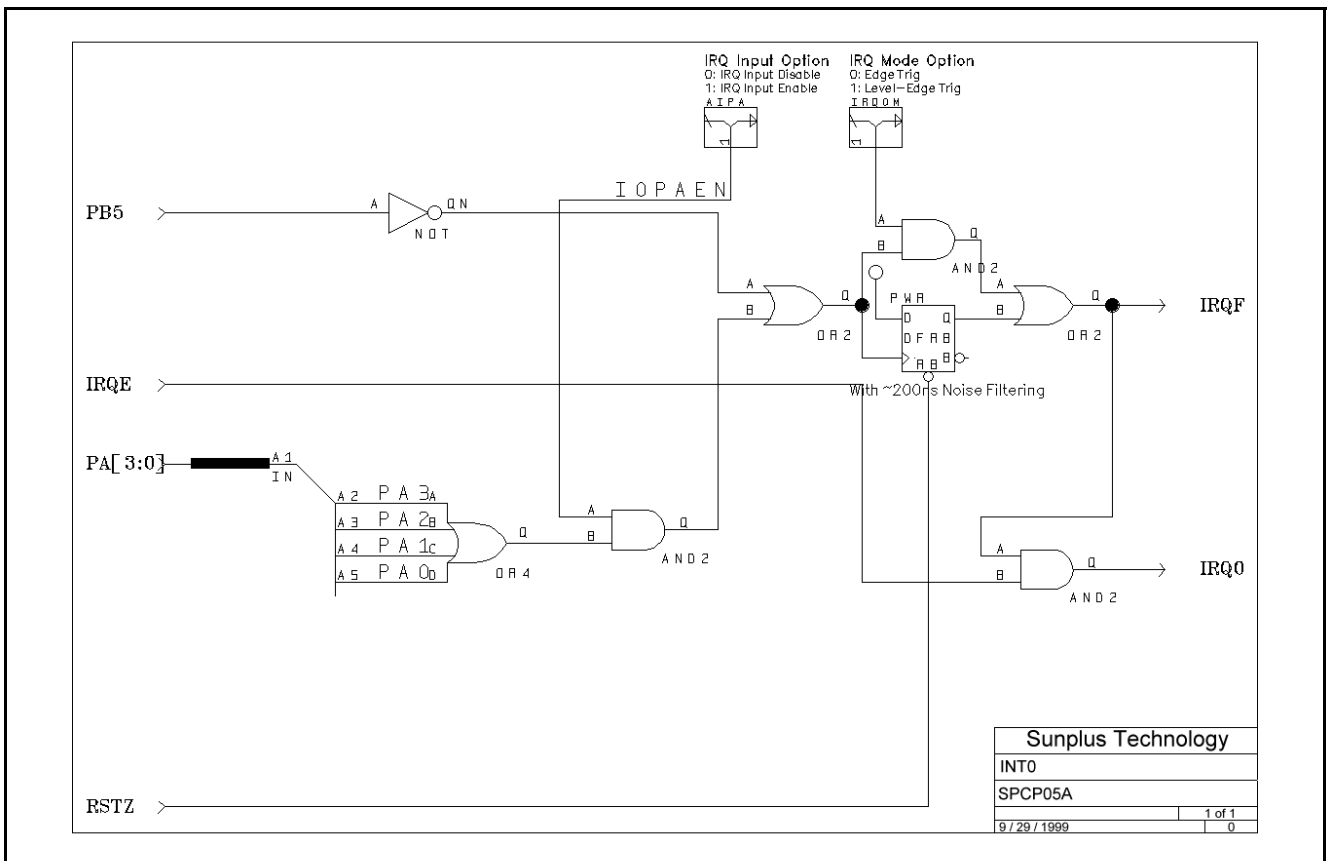 IRQ Input Option
0: IRQ Input Disable
1: IRQ Input Enable
AIPA
1
IRQ Mode Option
0: Edge Trig
1: Level-Edge Trig
IRQOM
1
IOPAEN
PB5
A
QN
NOT
A
B
Q
OR2
A
B
Q
AND2
PWR
D
Q
DFRB
B
RB
With ~200ns Noise Filtering
A
B
Q
OR2
IRQF
IRQE
PA[3:0]
A1
IN
A2 PA3 A
A3 PA2 B
A4 PA1 C
A5 PA0 D
Q
OR4
A
B
Q
AND2
A
B
Q
AND2
IRQ0
RSTZ
Sunplus Technology
INT0
SPCP05A
1 of 1
9 / 29 / 1999
0